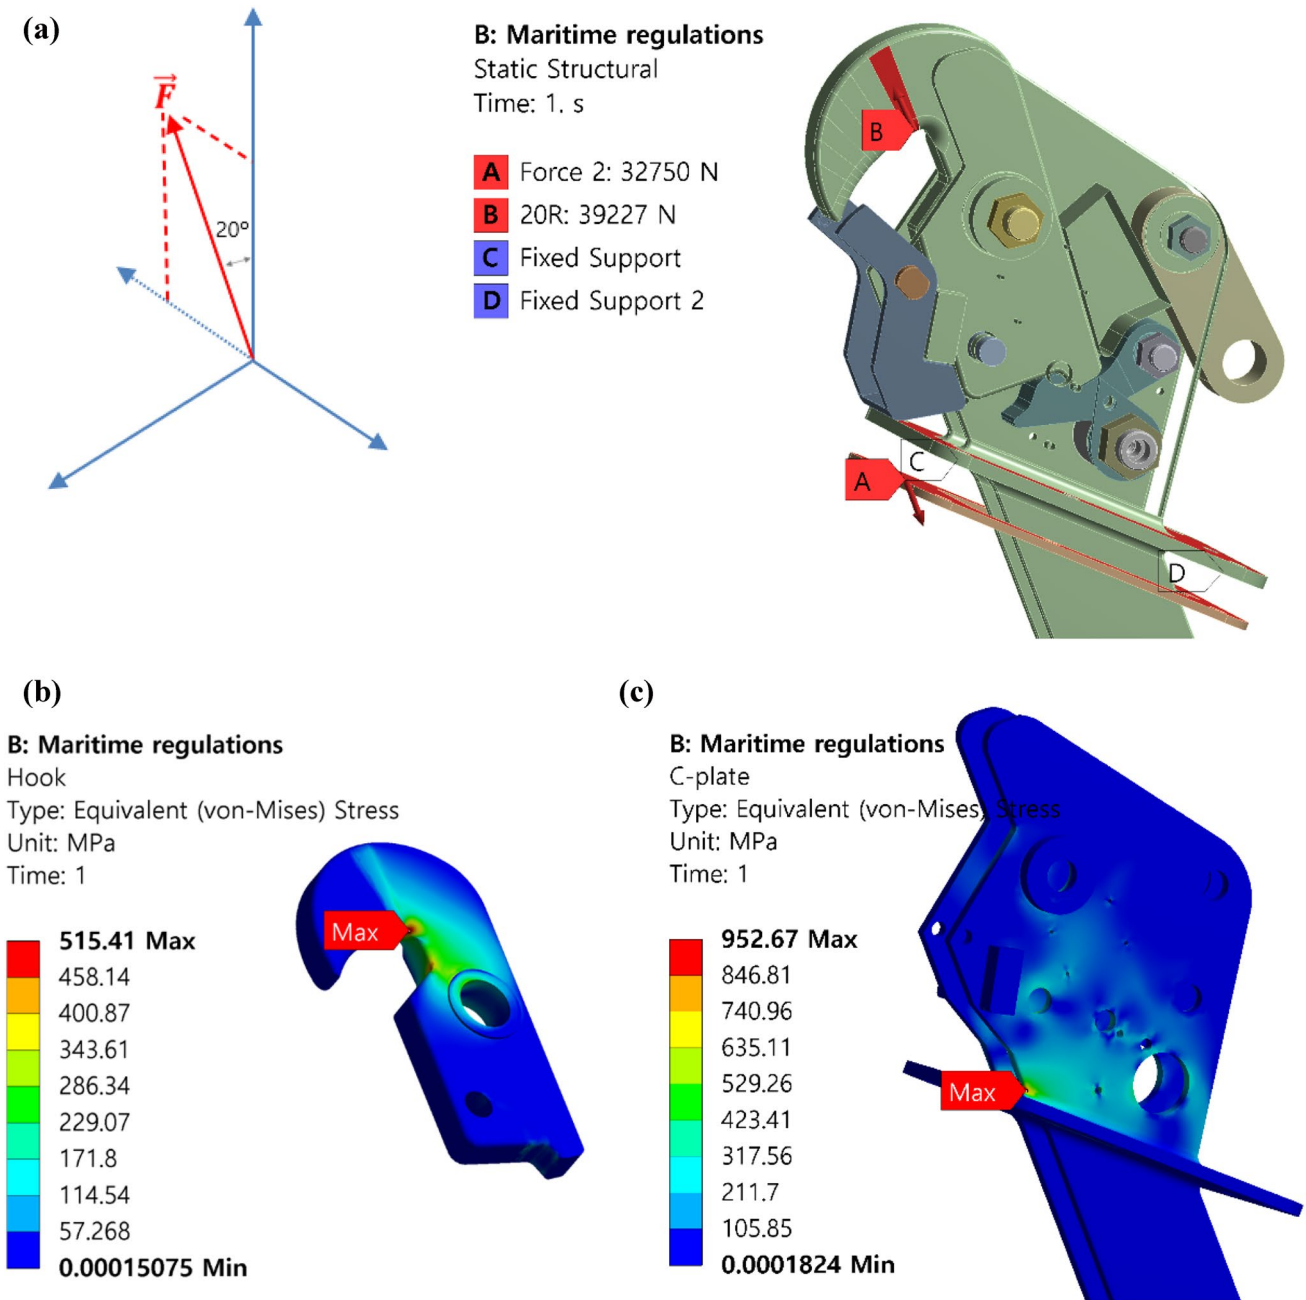 (a)
F
20°
B: Maritime regulations
Static Structural
Time: 1. s
A Force 2: 32750 N
B 20R: 39227 N
C Fixed Support
D Fixed Support 2
B
C
A
D
(b)
B: Maritime regulations
Hook
Type: Equivalent (von-Mises) Stress
Unit: MPa
Time: 1
515.41 Max
458.14
400.87
343.61
286.34
229.07
171.8
114.54
57.268
0.00015075 Min
Max
(c)
B: Maritime regulations
C-plate
Type: Equivalent (von-Mises) Stress
Unit: MPa
Time: 1
952.67 Max
846.81
740.96
635.11
529.26
423.41
317.56
211.7
105.85
0.0001824 Min
Max